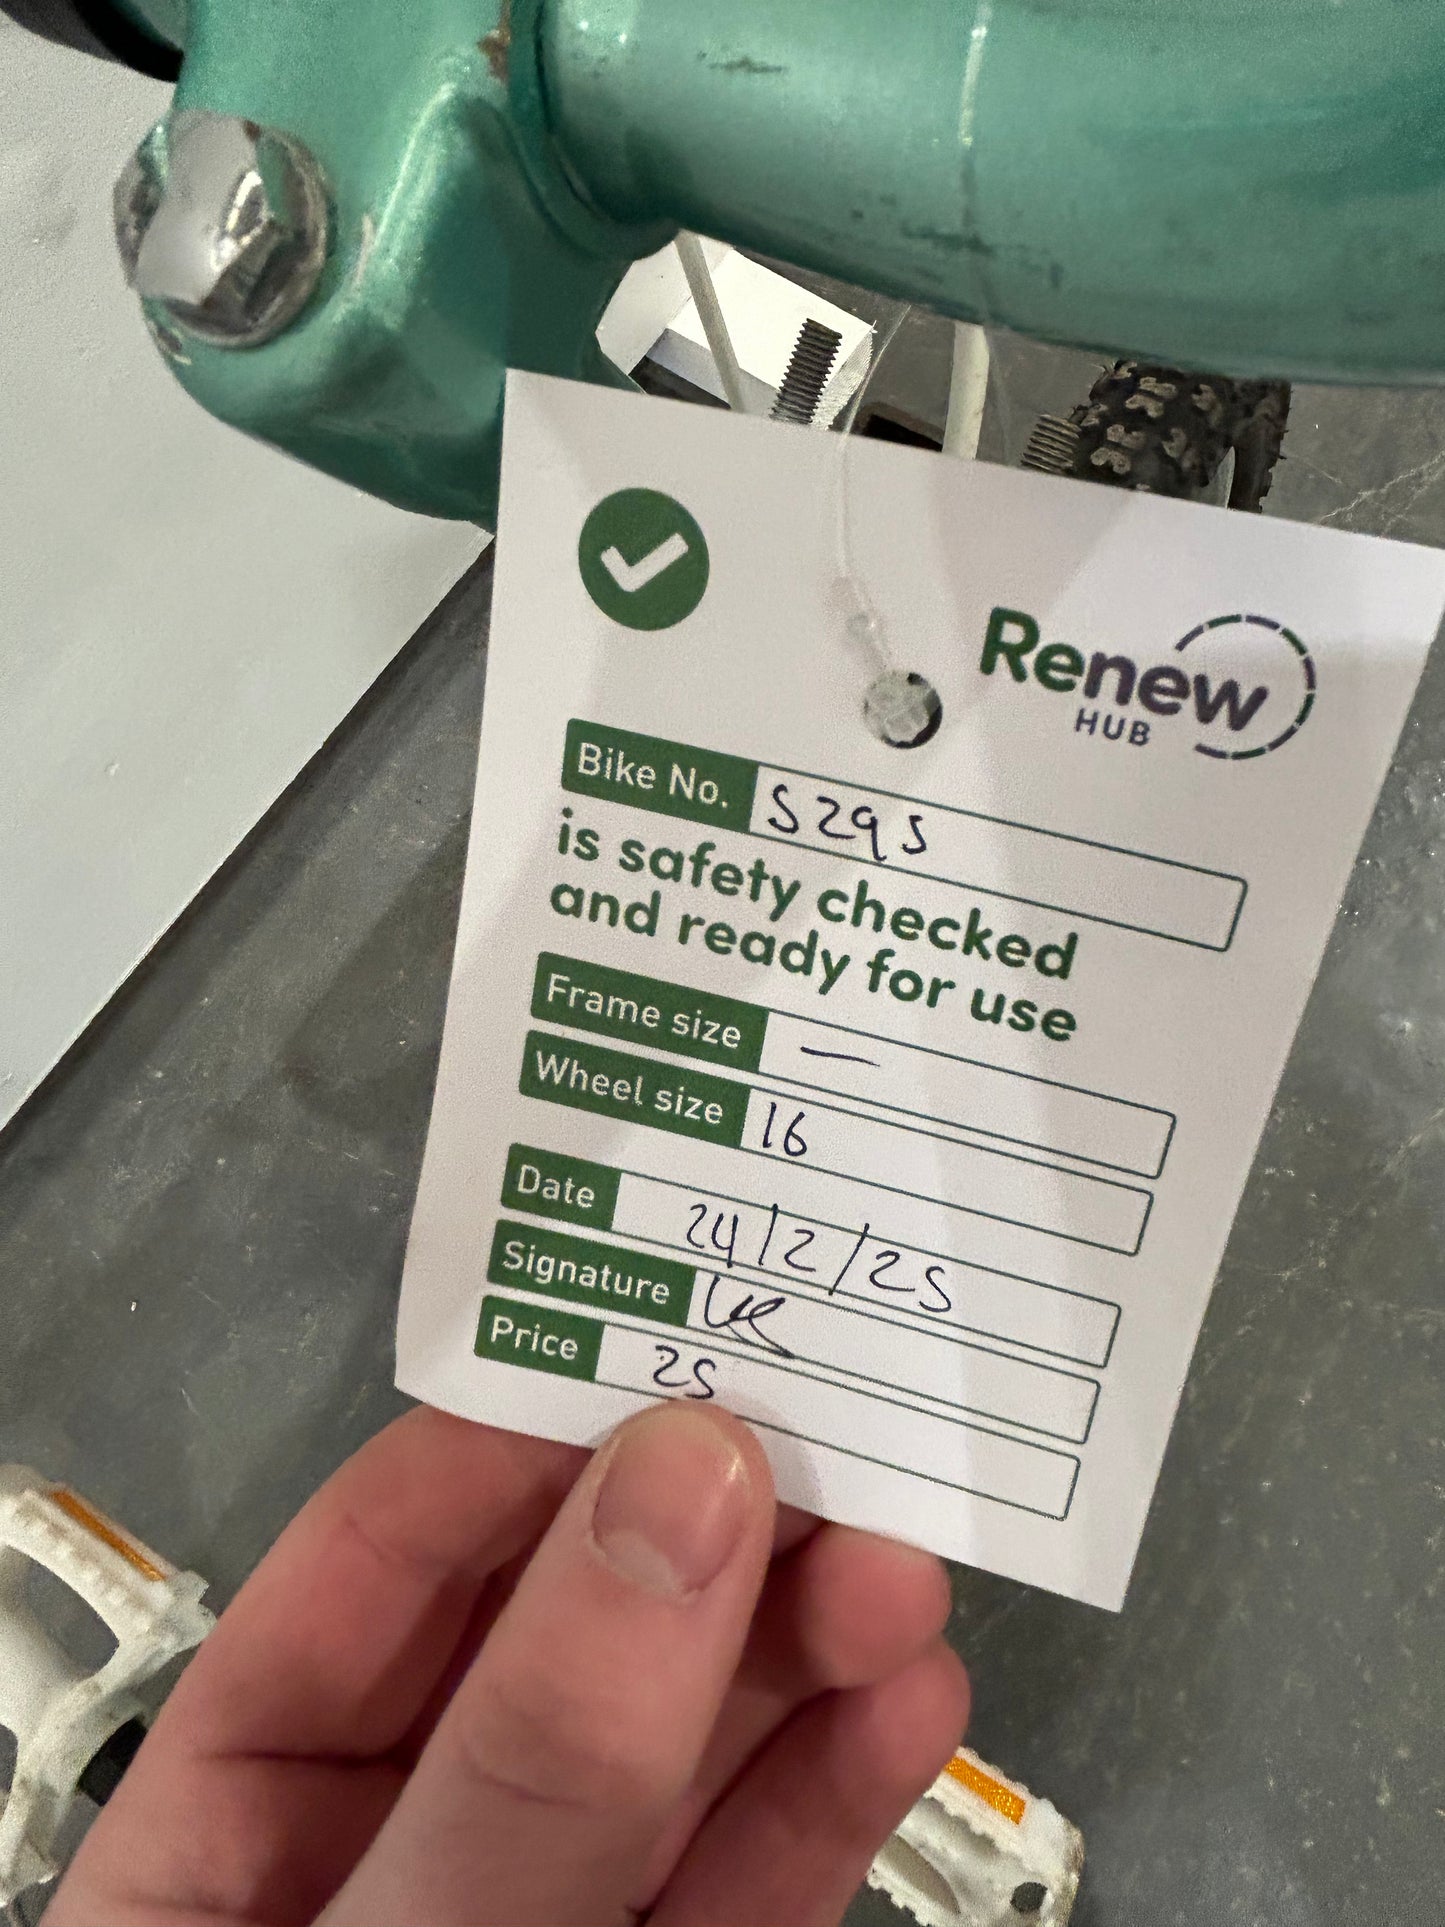 Renew
HUB
Bike No. 5295
is safety checked
and ready for use
Frame size —
Wheel size 16
Date 24/2/25
Signature
Price 25